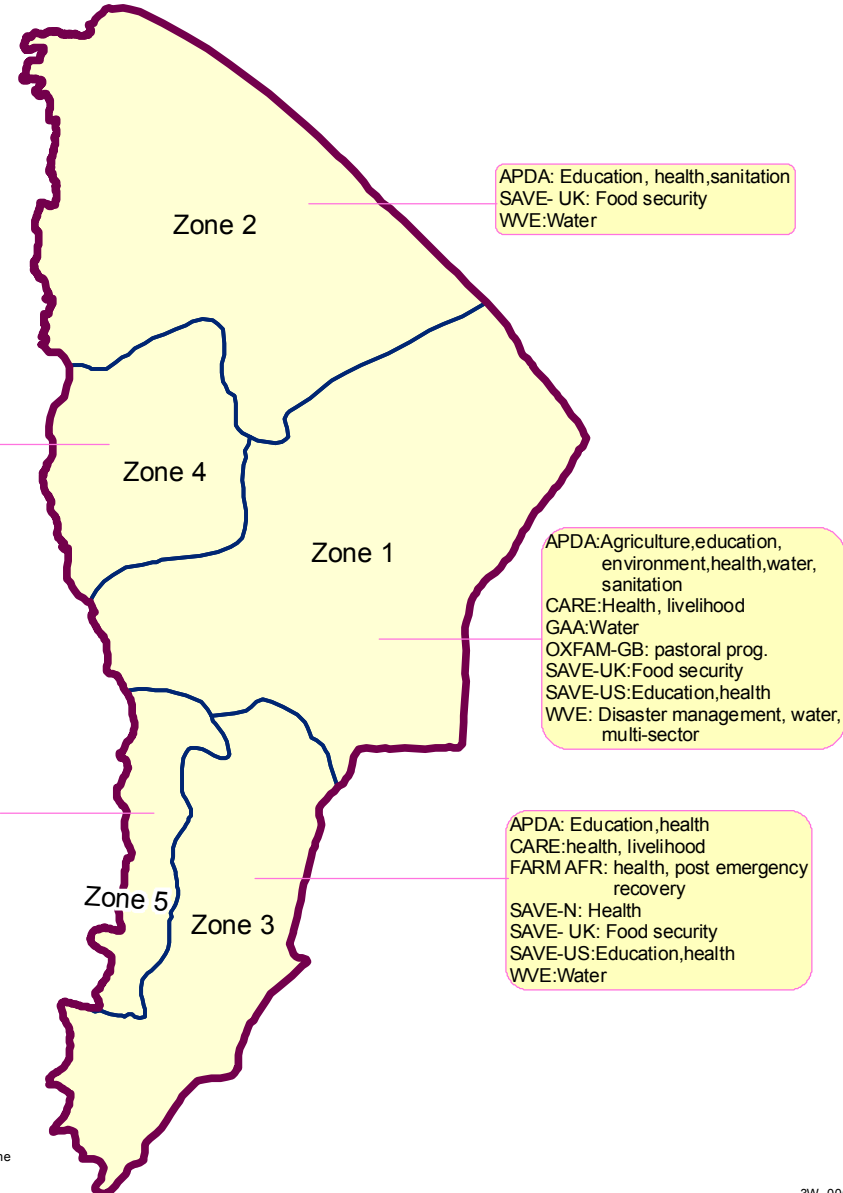 APDA: Education, health,sanitation
SAVE- UK: Food security
WVE:Water
Zone 2
Zone 4
Zone 1
APDA:Agriculture,education,
environment,health,water,
sanitation
CARE:Health, livelihood
GAA:Water
OXFAM-GB: pastoral prog.
SAVE-UK:Food security
SAVE-US:Education,health
WVE: Disaster management, water,
multi-sector
APDA: Education,health
CARE:health, livelihood
FARM AFR: health, post emergency
recovery
SAVE-N: Health
SAVE- UK: Food security
SAVE-US:Education,health
WVE:Water
Zone 5
Zone 3